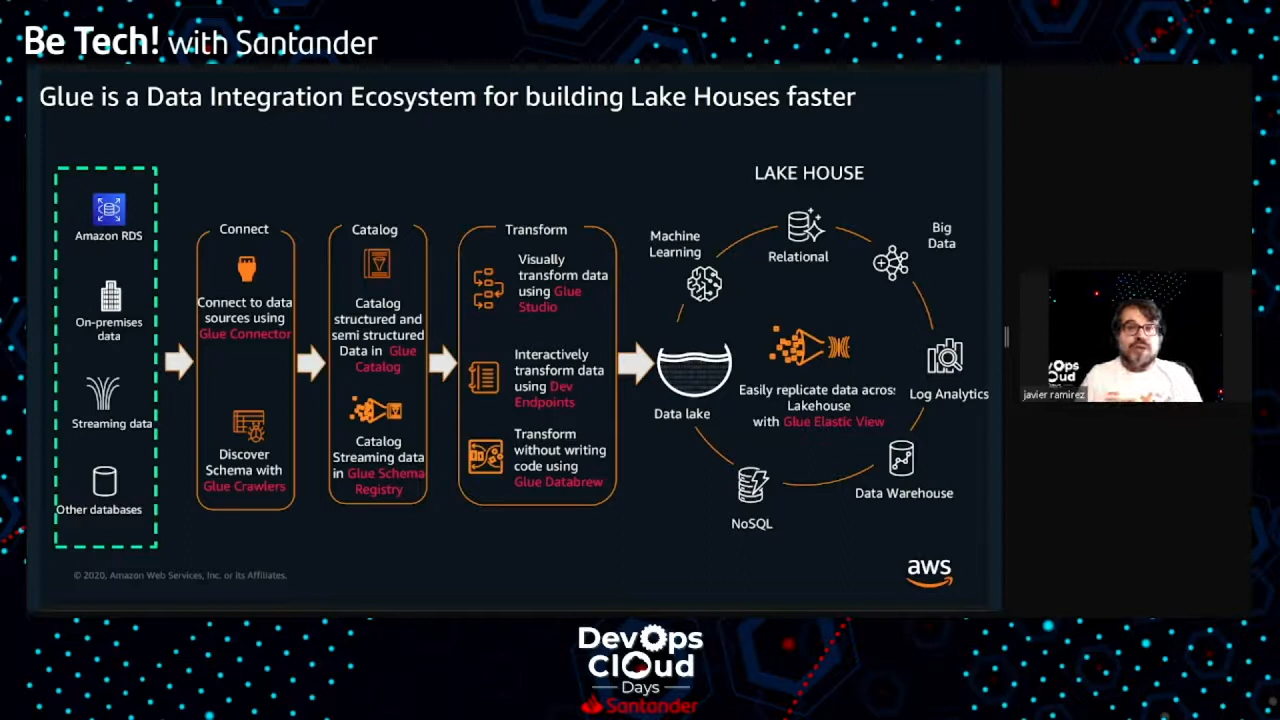 Be Tech! with Santander
Glue is a Data Integration Ecosystem for building Lake Houses faster
Amazon RDS
On-premises
data
Streaming data
Other databases
Connect
Connect to data
sources using
Glue Connector
Discover
Schema with
Glue Crawlers
Catalog
Catalog
structured and
semi structured
Data in Glue
Catalog
Catalog
Streaming data
in Glue Schema
Registry
Transform
Visually
transform data
using Glue
Studio
Interactively
transform data
using Dev
Endpoints
Transform
without writing
code using
Glue Databrew
LAKE HOUSE
Machine
Learning
Relational
Big
Data
Data lake
Easily replicate data across
Lakehouse
with Glue Elastic View
Log Analytics
Data Warehouse
NoSQL
© 2020, Amazon Web Services, Inc. or its Affiliates.
aws
Ops
oud
javier ramirez
DevOps
Cloud
Days
Santander